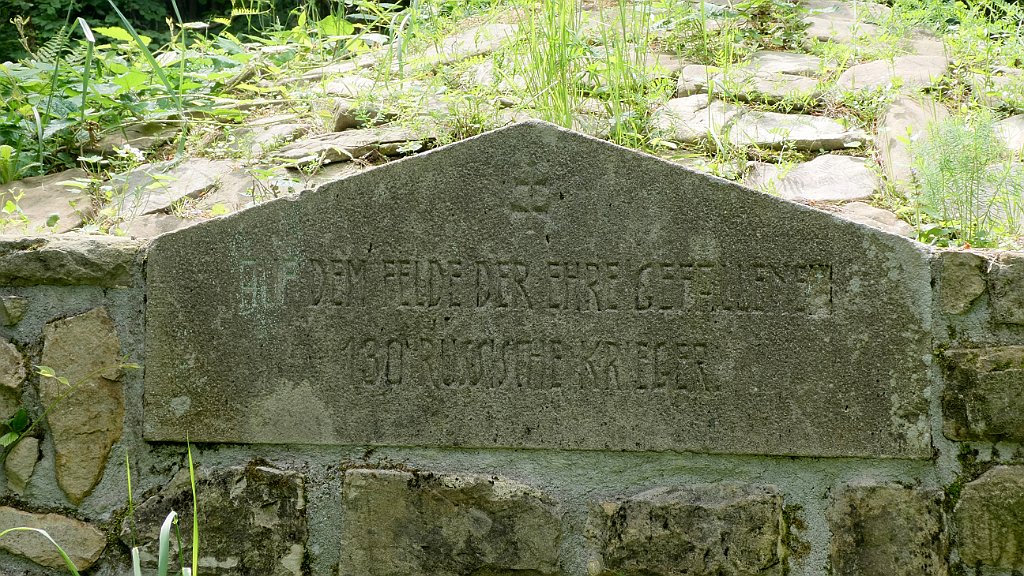 AUF DEM FELDE DER EHRE GEFALLENEN
130 RUSSISCHE KRIEGER.